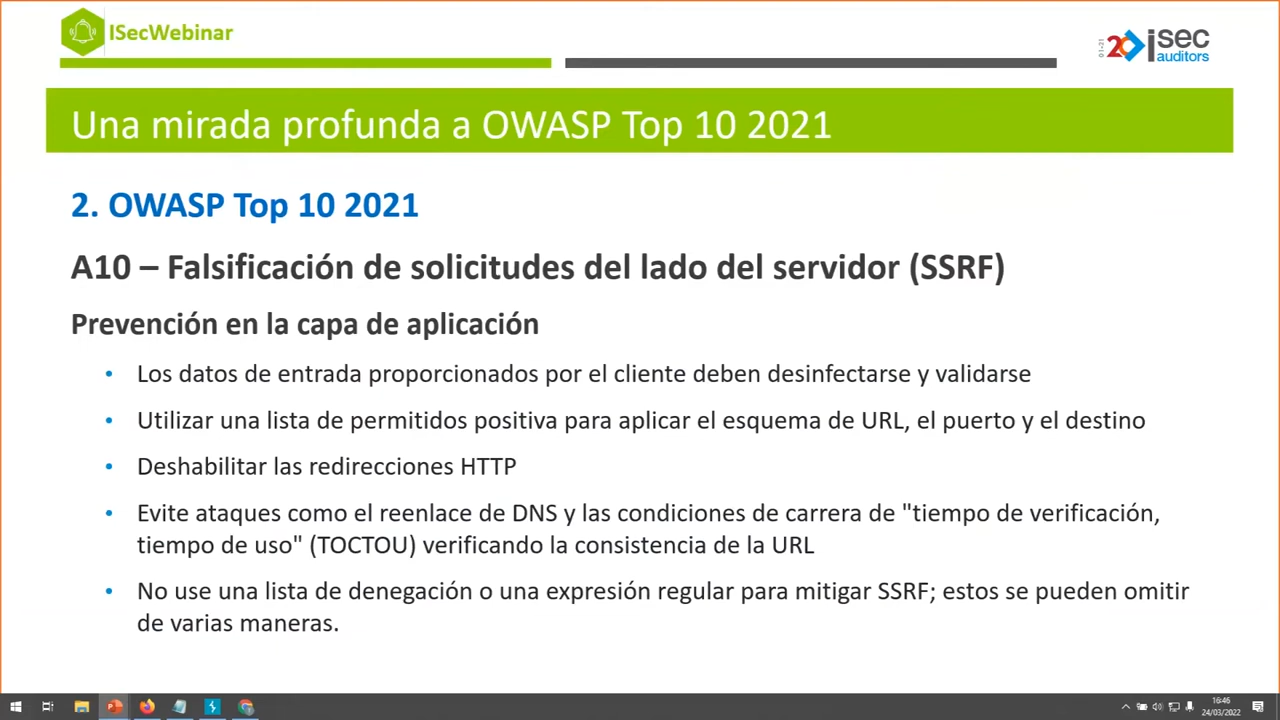 ISecWebinar
01-21
20
isec
auditors
Una mirada profunda a OWASP Top 10 2021
2. OWASP Top 10 2021
A10 – Falsificación de solicitudes del lado del servidor (SSRF)
Prevención en la capa de aplicación
• Los datos de entrada proporcionados por el cliente deben desinfectarse y validarse
• Utilizar una lista de permitidos positiva para aplicar el esquema de URL, el puerto y el destino
• Deshabilitar las redirecciones HTTP
• Evite ataques como el reenlace de DNS y las condiciones de carrera de "tiempo de verificación,
tiempo de uso" (TOCTOU) verificando la consistencia de la URL
• No use una lista de denegación o una expresión regular para mitigar SSRF; estos se pueden omitir
de varias maneras.
16:46
24/03/2022